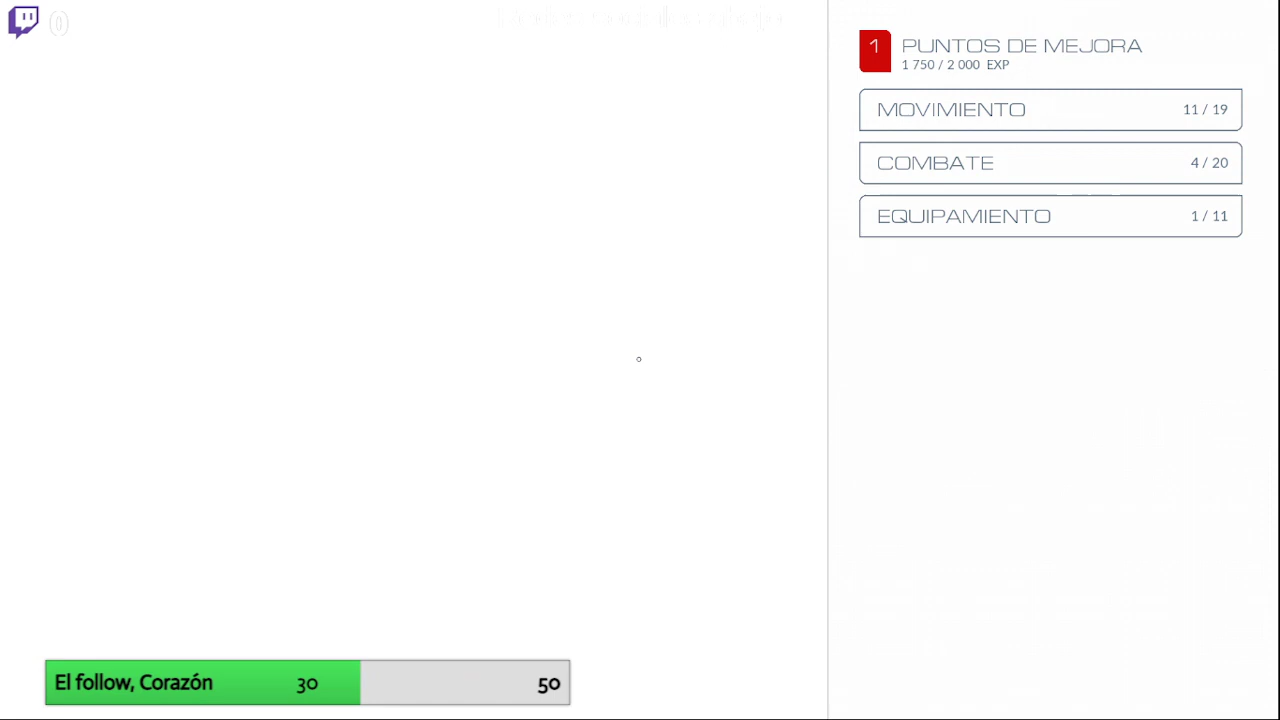 0
1 PUNTOS DE MEJORA
1 750 / 2 000 EXP
MOVIMIENTO 11 / 19
COMBATE 4 / 20
EQUIPAMIENTO 1 / 11
El follow, Corazón 30 50